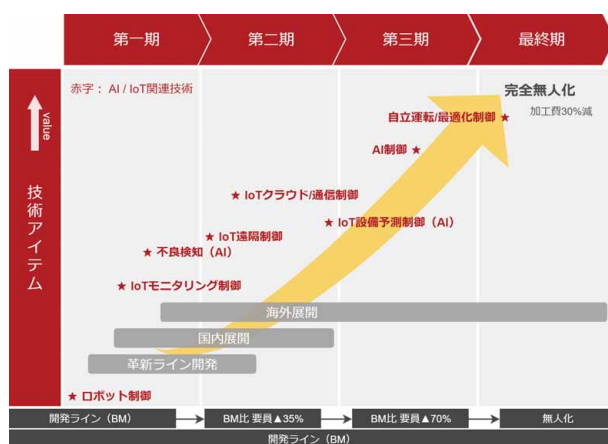 第一期
第二期
第三期
最終期
value
技術アイテム
赤字： AI / IoT関連技術
完全無人化
加工費30%減
自立運転/最適化制御 ★
AI制御 ★
★ IoTクラウド/通信制御
★ IoT設備予測制御（AI）
★ IoT遠隔制御
★ 不良検知（AI）
★ IoTモニタリング制御
海外展開
国内展開
革新ライン開発
★ ロボット制御
開発ライン（BM）
BM比 要員▲35%
BM比 要員▲70%
無人化
開発ライン（BM）